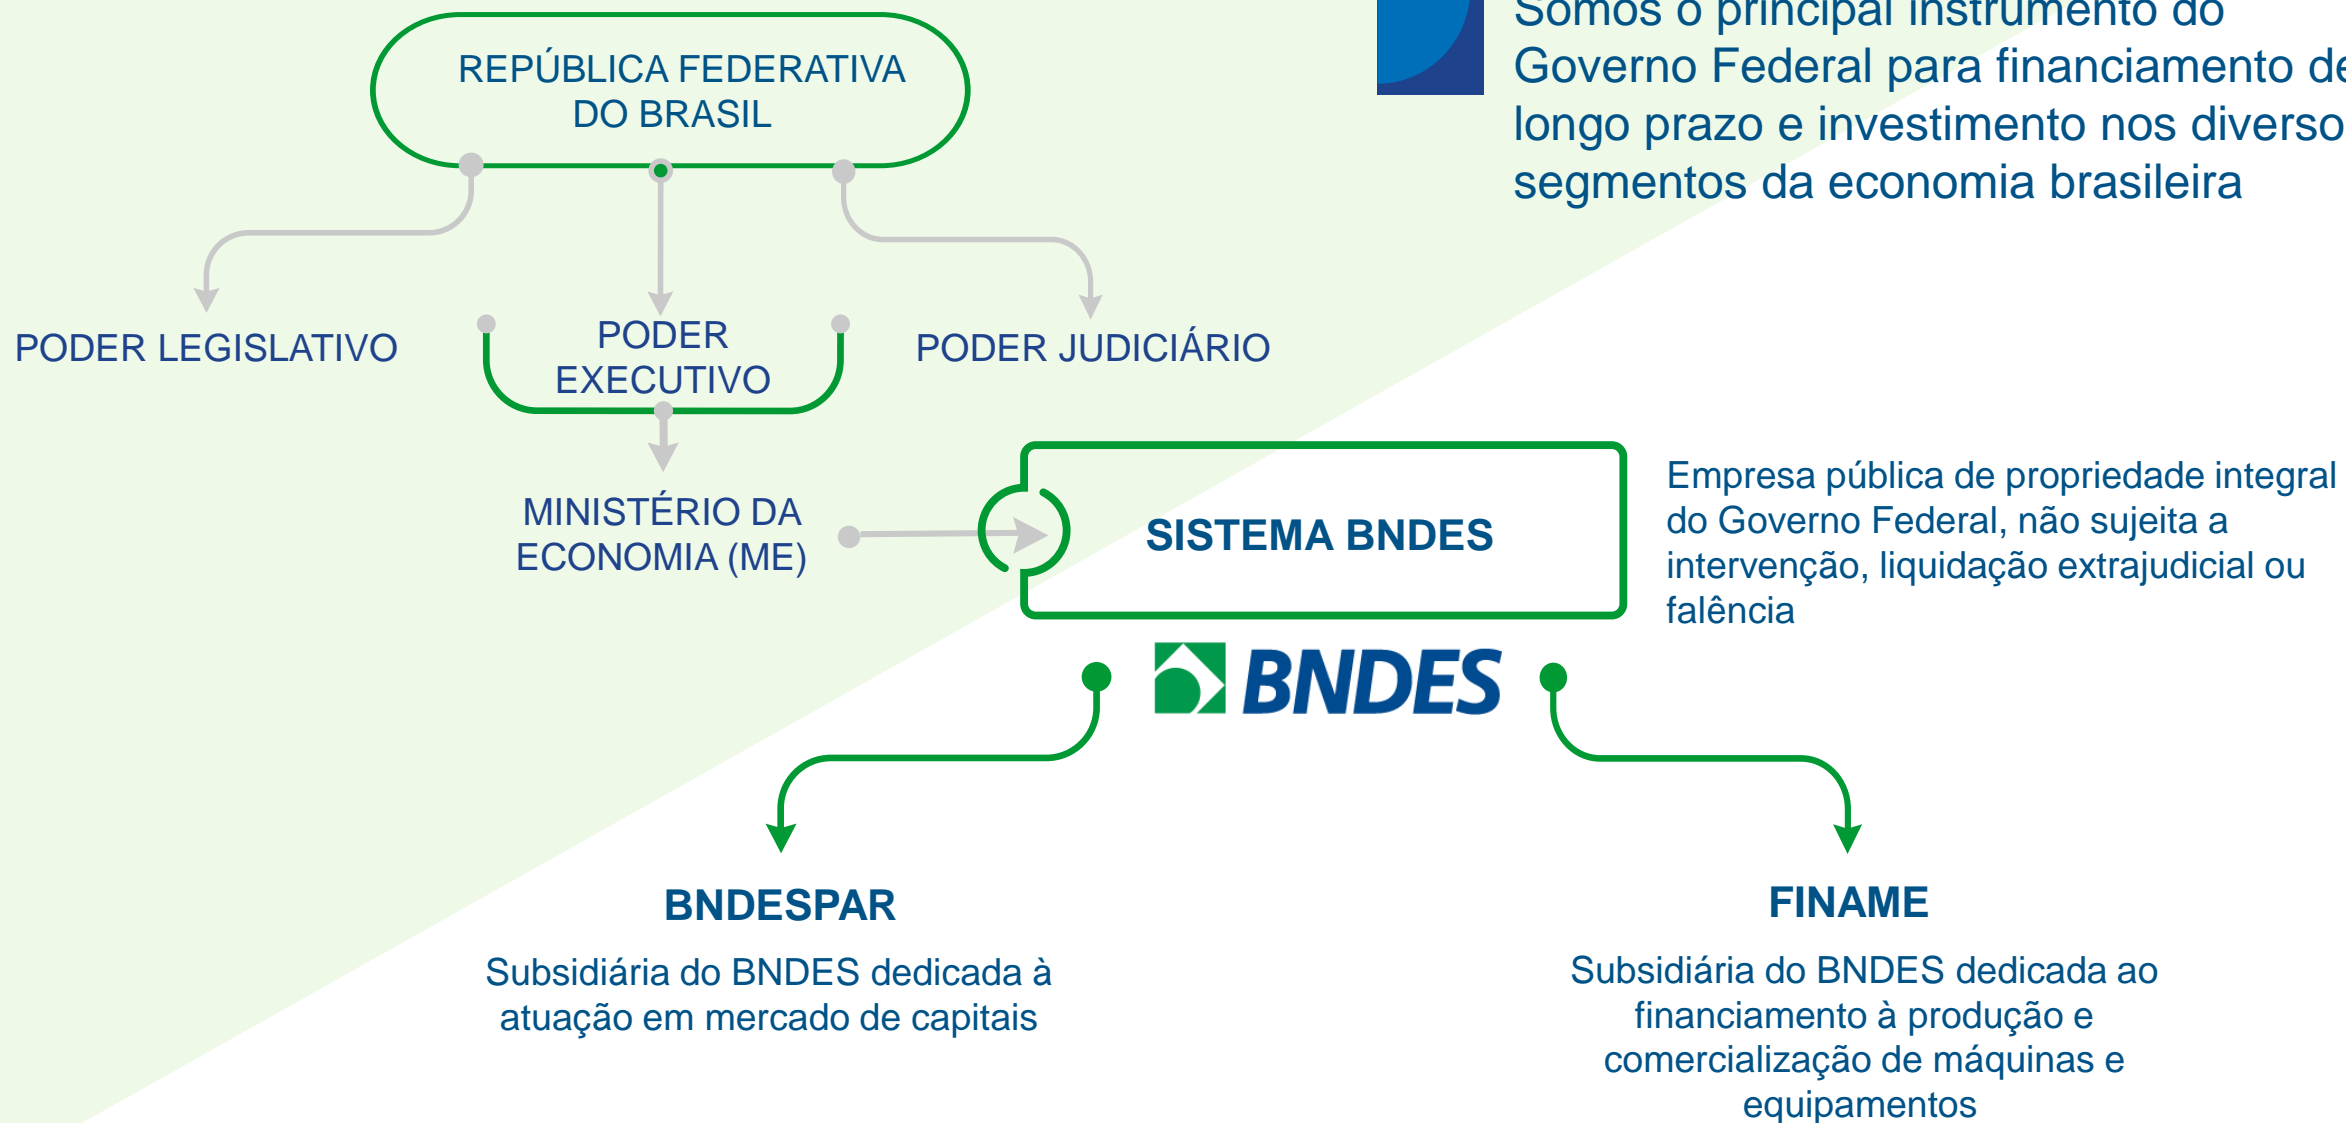 Somos o principal instrumento do
Governo Federal para financiamento de
longo prazo e investimento nos diverso
segmentos da economia brasileira
REPÚBLICA FEDERATIVA
DO BRASIL
PODER LEGISLATIVO
PODER
EXECUTIVO
PODER JUDICIÁRIO
MINISTÉRIO DA
ECONOMIA (ME)
SISTEMA BNDES
Empresa pública de propriedade integral
do Governo Federal, não sujeita a
intervenção, liquidação extrajudicial ou
falência
BNDES
BNDESPAR
Subsidiária do BNDES dedicada à
atuação em mercado de capitais
FINAME
Subsidiária do BNDES dedicada ao
financiamento à produção e
comercialização de máquinas e
equipamentos